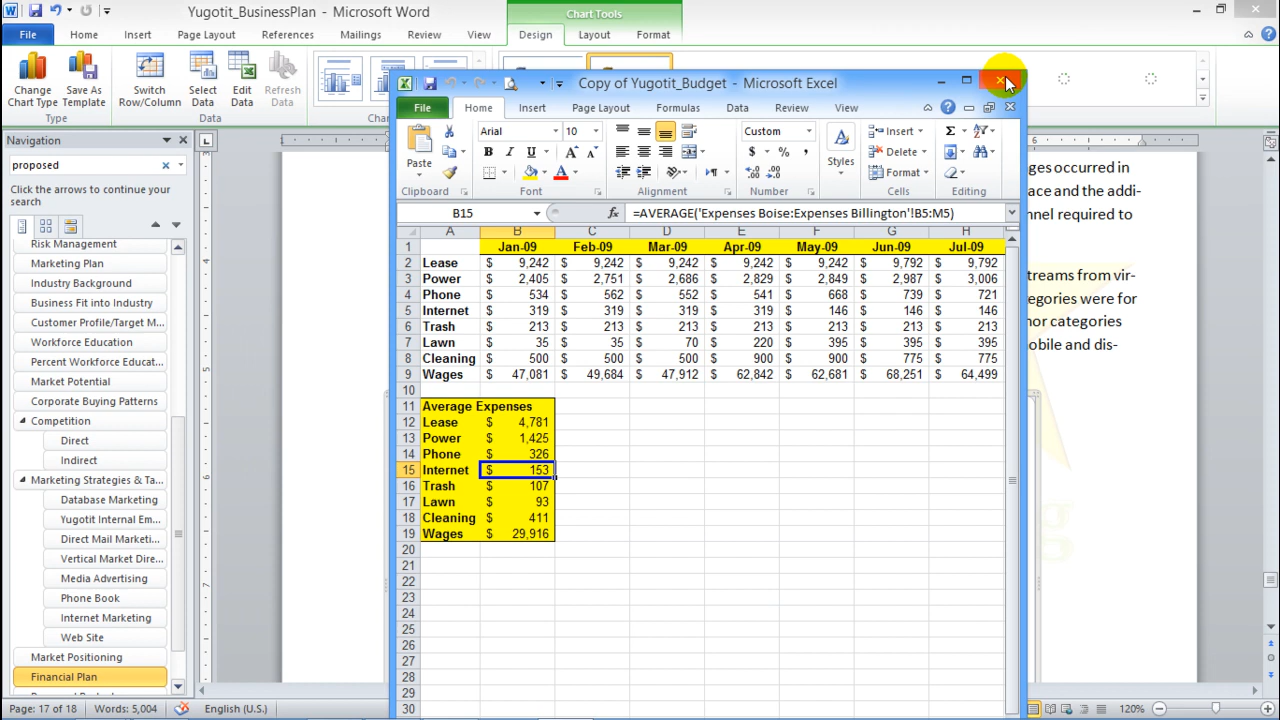 Yugotit_BusinessPlan - Microsoft Word
Chart Tools
File Home Insert Page Layout References Mailings Review View Design Layout Format
Change Chart Type
Save As Template
Switch Row/Column
Select Data
Edit Data
Refresh Data
Type
Navigation
proposed
Click the arrows to continue your search
Risk Management
Marketing Plan
Industry Background
Business Fit into Industry
Customer Profile/Target M...
Workforce Education
Percent Workforce Educat...
Market Potential
Corporate Buying Patterns
Competition
Direct
Indirect
Marketing Strategies & Ta...
Database Marketing
Yugotit Internal Em...
Direct Mail Marketi...
Vertical Market Dire...
Media Advertising
Phone Book
Internet Marketing
Web Site
Market Positioning
Financial Plan
Page: 17 of 18 Words: 5,004 English (U.S.) 120%
Copy of Yugotit_Budget - Microsoft Excel
File Home Insert Page Layout Formulas Data Review View
Paste
Arial 10
Custom
Styles
Insert
Delete
Format
Clipboard Font Alignment Number Cells Editing
B15 fx =AVERAGE('Expenses Boise:Expenses Billington'!B5:M5)
A B C D E F G H
1 Jan-09 Feb-09 Mar-09 Apr-09 May-09 Jun-09 Jul-09
2 Lease $ 9,242 $ 9,242 $ 9,242 $ 9,242 $ 9,242 $ 9,792 $ 9,792
3 Power $ 2,405 $ 2,751 $ 2,686 $ 2,829 $ 2,849 $ 2,987 $ 3,006
4 Phone $ 534 $ 562 $ 552 $ 541 $ 668 $ 739 $ 721
5 Internet $ 319 $ 319 $ 319 $ 319 $ 146 $ 146 $ 146
6 Trash $ 213 $ 213 $ 213 $ 213 $ 213 $ 213 $ 213
7 Lawn $ 35 $ 35 $ 70 $ 220 $ 395 $ 395 $ 395
8 Cleaning $ 500 $ 500 $ 500 $ 900 $ 900 $ 775 $ 775
9 Wages $ 47,081 $ 49,684 $ 47,912 $ 62,842 $ 62,681 $ 68,251 $ 64,499
10
11 Average Expenses
12 Lease $ 4,781
13 Power $ 1,425
14 Phone $ 326
15 Internet $ 153
16 Trash $ 107
17 Lawn $ 93
18 Cleaning $ 411
19 Wages $ 29,916
20
21
22
23
24
25
26
27
28
29
30
ges occurred in
ace and the addi-
nnel required to
treams from vir-
tegories were for
nor categories
mobile and dis-